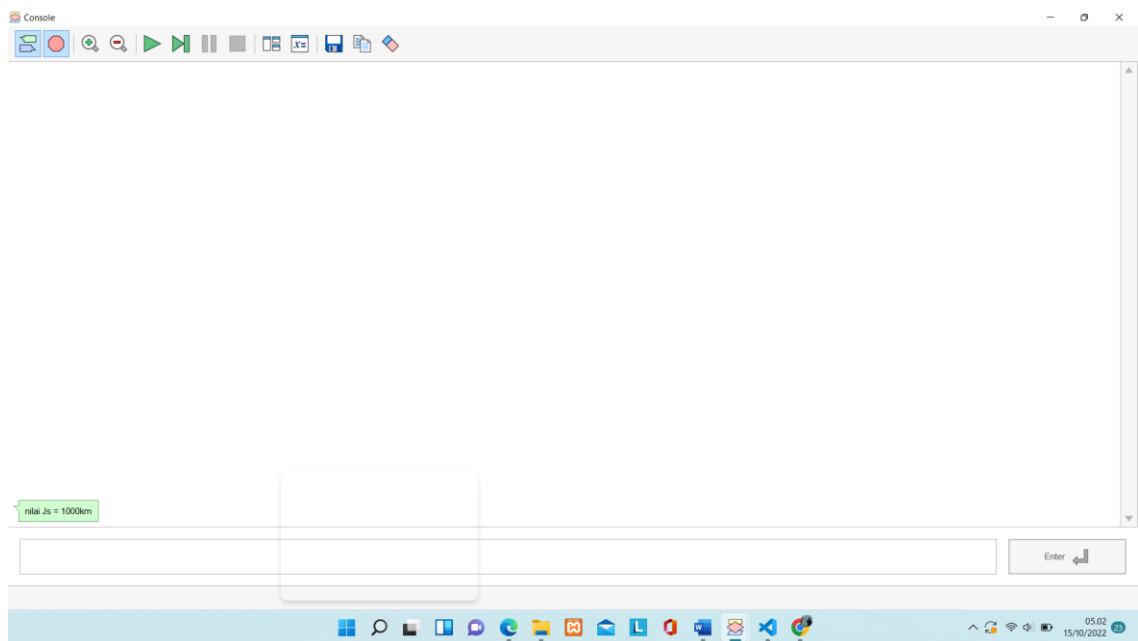 Console
x=
nilai Js = 1000km
Enter
L
W
05.02
15/10/2022
23